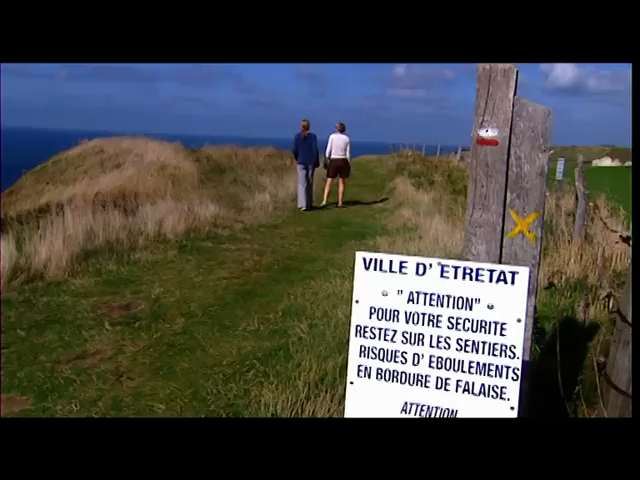 VILLE D' ETRETAT
" ATTENTION "
POUR VOTRE SECURITE
RESTEZ SUR LES SENTIERS.
RISQUES D' EBOULEMENTS
EN BORDURE DE FALAISE.
ATTENTION